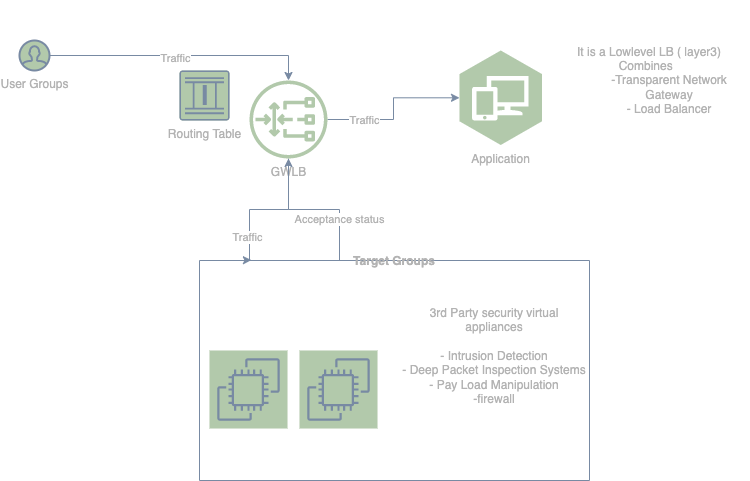 It is a Lowlevel LB ( layer3)
Combines
-Transparent Network
Gateway
- Load Balancer
Traffic
User Groups
Routing Table
Traffic
Application
GWLB
Acceptance status
Traffic
Target Groups
3rd Party security virtual
appliances
- Intrusion Detection
- Deep Packet Inspection Systems
- Pay Load Manipulation
-firewall